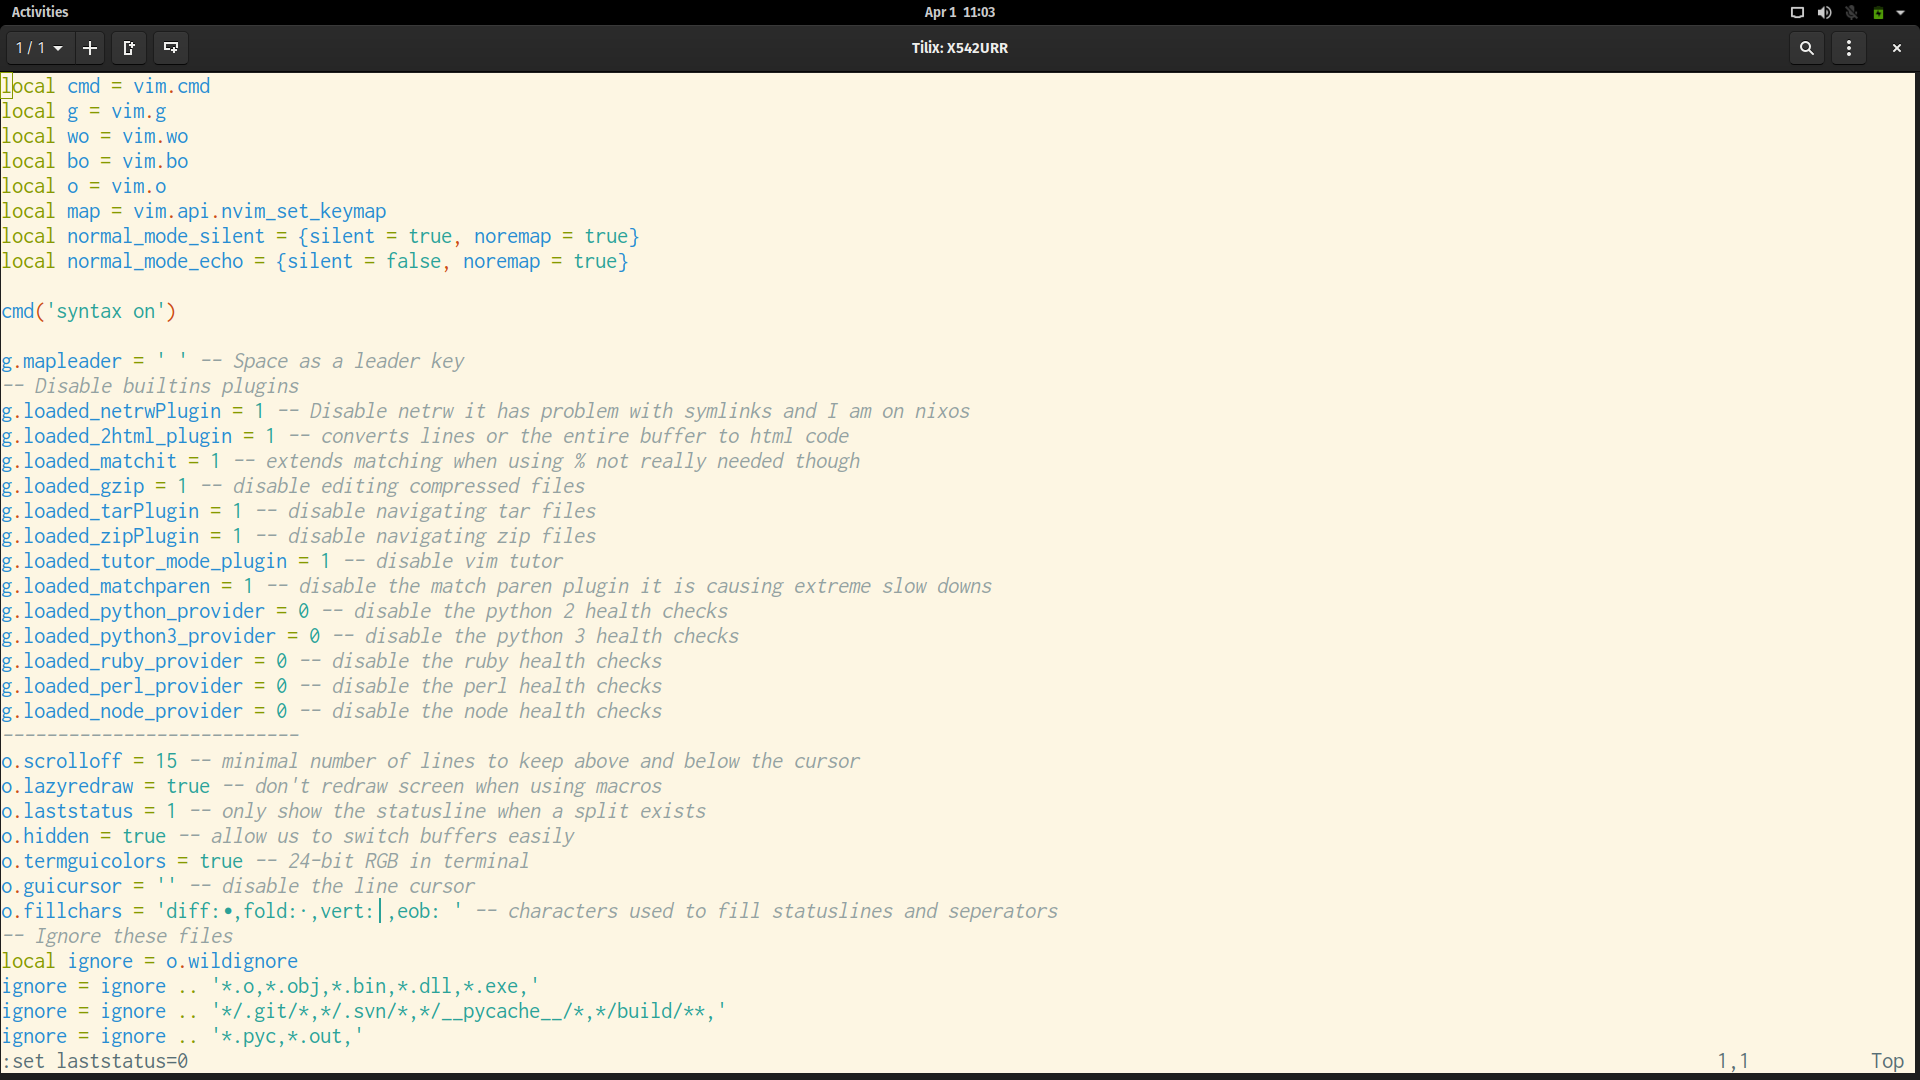 Activities
Apr 1 11:03
1 / 1
Tilix: X542URR
local cmd = vim.cmd
local g = vim.g
local wo = vim.wo
local bo = vim.bo
local o = vim.o
local map = vim.api.nvim_set_keymap
local normal_mode_silent = {silent = true, noremap = true}
local normal_mode_echo = {silent = false, noremap = true}
cmd('syntax on')
g.mapleader = ' ' -- Space as a leader key
-- Disable builtins plugins
g.loaded_netrwPlugin = 1 -- Disable netrw it has problem with symlinks and I am on nixos
g.loaded_2html_plugin = 1 -- converts lines or the entire buffer to html code
g.loaded_matchit = 1 -- extends matching when using % not really needed though
g.loaded_gzip = 1 -- disable editing compressed files
g.loaded_tarPlugin = 1 -- disable navigating tar files
g.loaded_zipPlugin = 1 -- disable navigating zip files
g.loaded_tutor_mode_plugin = 1 -- disable vim tutor
g.loaded_matchparen = 1 -- disable the match paren plugin it is causing extreme slow downs
g.loaded_python_provider = 0 -- disable the python 2 health checks
g.loaded_python3_provider = 0 -- disable the python 3 health checks
g.loaded_ruby_provider = 0 -- disable the ruby health checks
g.loaded_perl_provider = 0 -- disable the perl health checks
g.loaded_node_provider = 0 -- disable the node health checks
---------------------------
o.scrolloff = 15 -- minimal number of lines to keep above and below the cursor
o.lazyredraw = true -- don't redraw screen when using macros
o.laststatus = 1 -- only show the statusline when a split exists
o.hidden = true -- allow us to switch buffers easily
o.termguicolors = true -- 24-bit RGB in terminal
o.guicursor = '' -- disable the line cursor
o.fillchars = 'diff:•,fold:·,vert:│,eob: ' -- characters used to fill statuslines and seperators
-- Ignore these files
local ignore = o.wildignore
ignore = ignore .. '*.o,*.obj,*.bin,*.dll,*.exe,'
ignore = ignore .. '*/.git/*,*/.svn/*,*/__pycache__/*,*/build/**,'
ignore = ignore .. '*.pyc,*.out,'
:set laststatus=0 1,1 Top